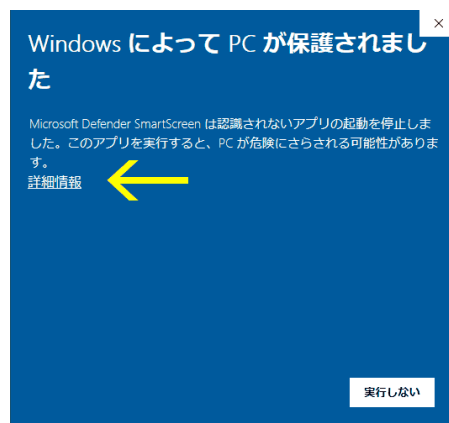 Windows によって PC が保護されまし
た
Microsoft Defender SmartScreen は認識されないアプリの起動を停止しま
した。このアプリを実行すると、PC が危険にさらされる可能性がありま
す。
詳細情報
実行しない